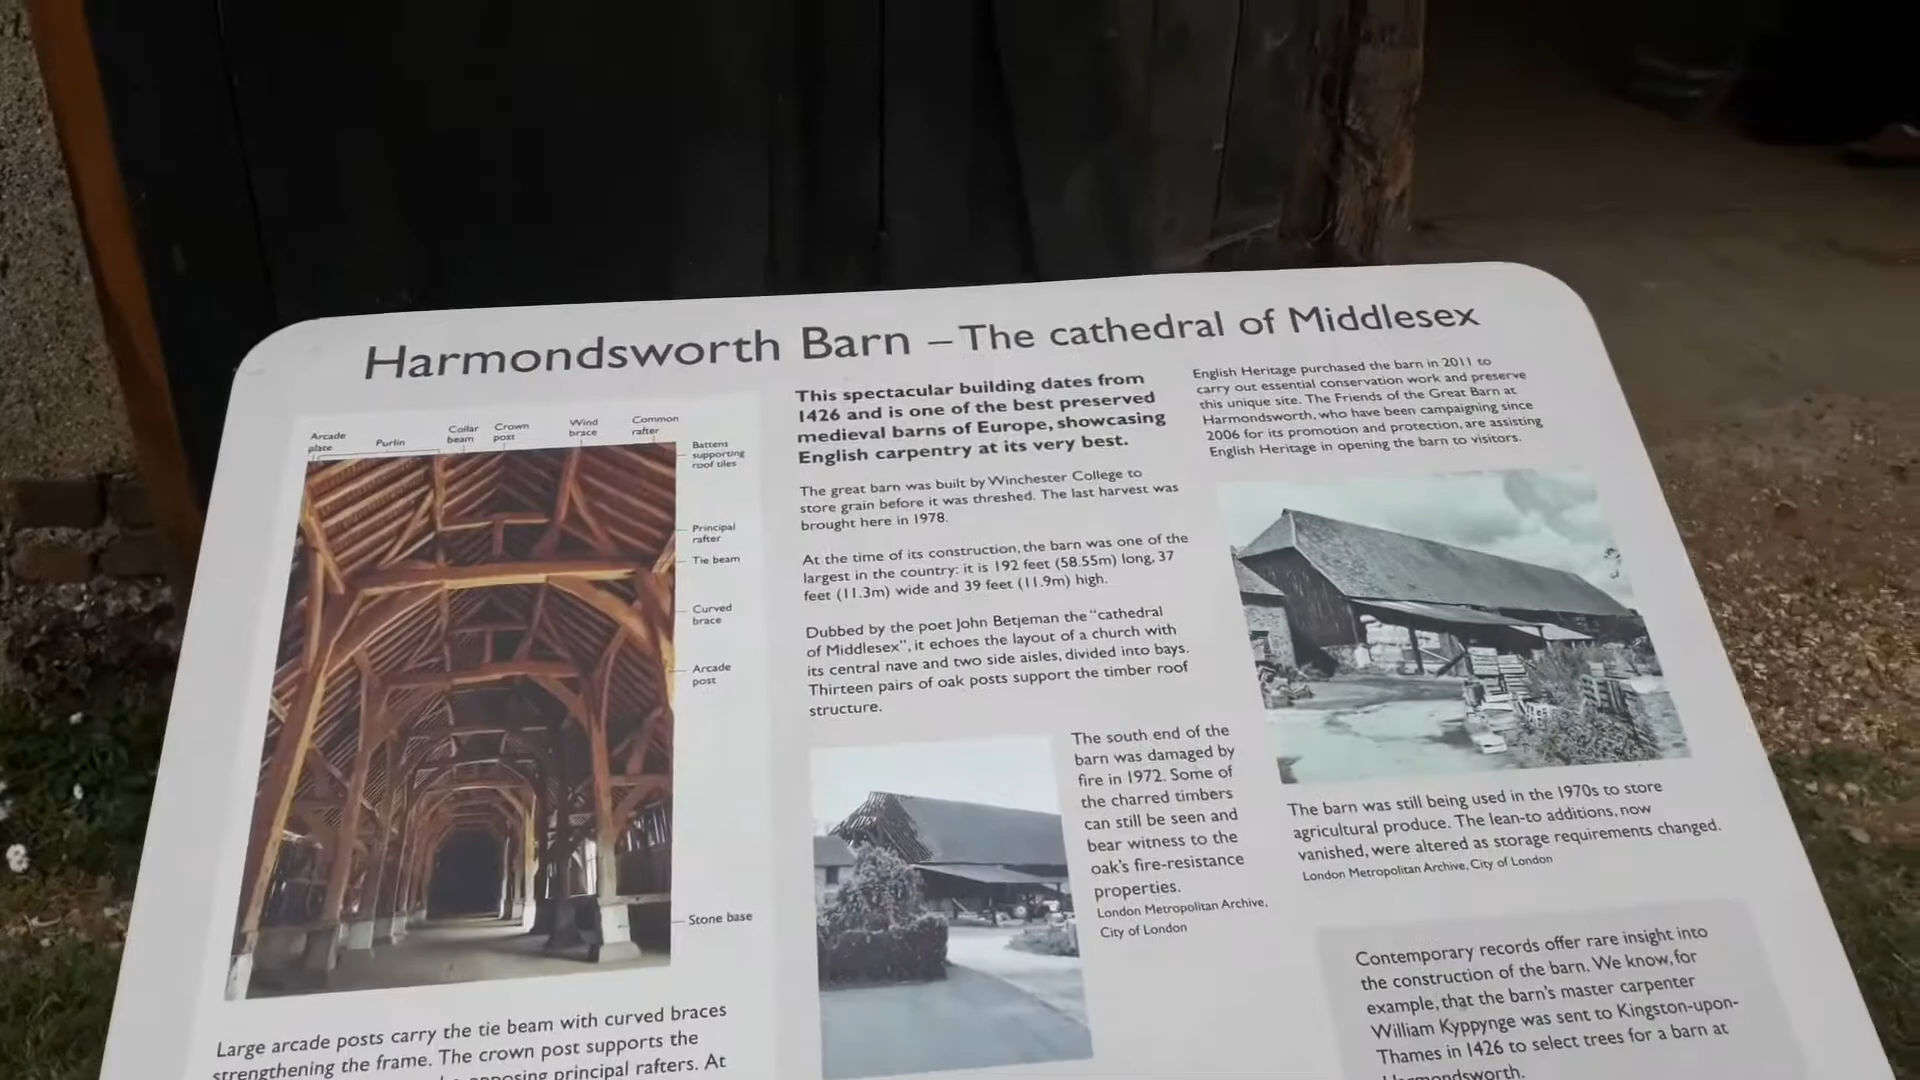 Harmondsworth Barn – The cathedral of Middlesex
Arcade
plate
Purlin
Collar
beam
Crown
post
Wind
brace
Common
rafter
Battens
supporting
roof tiles
Principal
rafter
Tie beam
Curved
brace
Arcade
post
Stone base
Large arcade posts carry the tie beam with curved braces
strengthening the frame. The crown post supports the
opposing principal rafters. At
This spectacular building dates from
1426 and is one of the best preserved
medieval barns of Europe, showcasing
English carpentry at its very best.
The great barn was built by Winchester College to
store grain before it was threshed. The last harvest was
brought here in 1978.
At the time of its construction, the barn was one of the
largest in the country: it is 192 feet (58.55m) long, 37
feet (11.3m) wide and 39 feet (11.9m) high.
Dubbed by the poet John Betjeman the “cathedral
of Middlesex”, it echoes the layout of a church with
its central nave and two side aisles, divided into bays.
Thirteen pairs of oak posts support the timber roof
structure.
The south end of the
barn was damaged by
fire in 1972. Some of
the charred timbers
can still be seen and
bear witness to the
oak’s fire-resistance
properties.
London Metropolitan Archive,
City of London
English Heritage purchased the barn in 2011 to
carry out essential conservation work and preserve
this unique site. The Friends of the Great Barn at
Harmondsworth, who have been campaigning since
2006 for its promotion and protection, are assisting
English Heritage in opening the barn to visitors.
The barn was still being used in the 1970s to store
agricultural produce. The lean-to additions, now
vanished, were altered as storage requirements changed.
London Metropolitan Archive, City of London
Contemporary records offer rare insight into
the construction of the barn. We know, for
example, that the barn’s master carpenter
William Kyppynge was sent to Kingston-upon-
Thames in 1426 to select trees for a barn at
Harmondsworth.